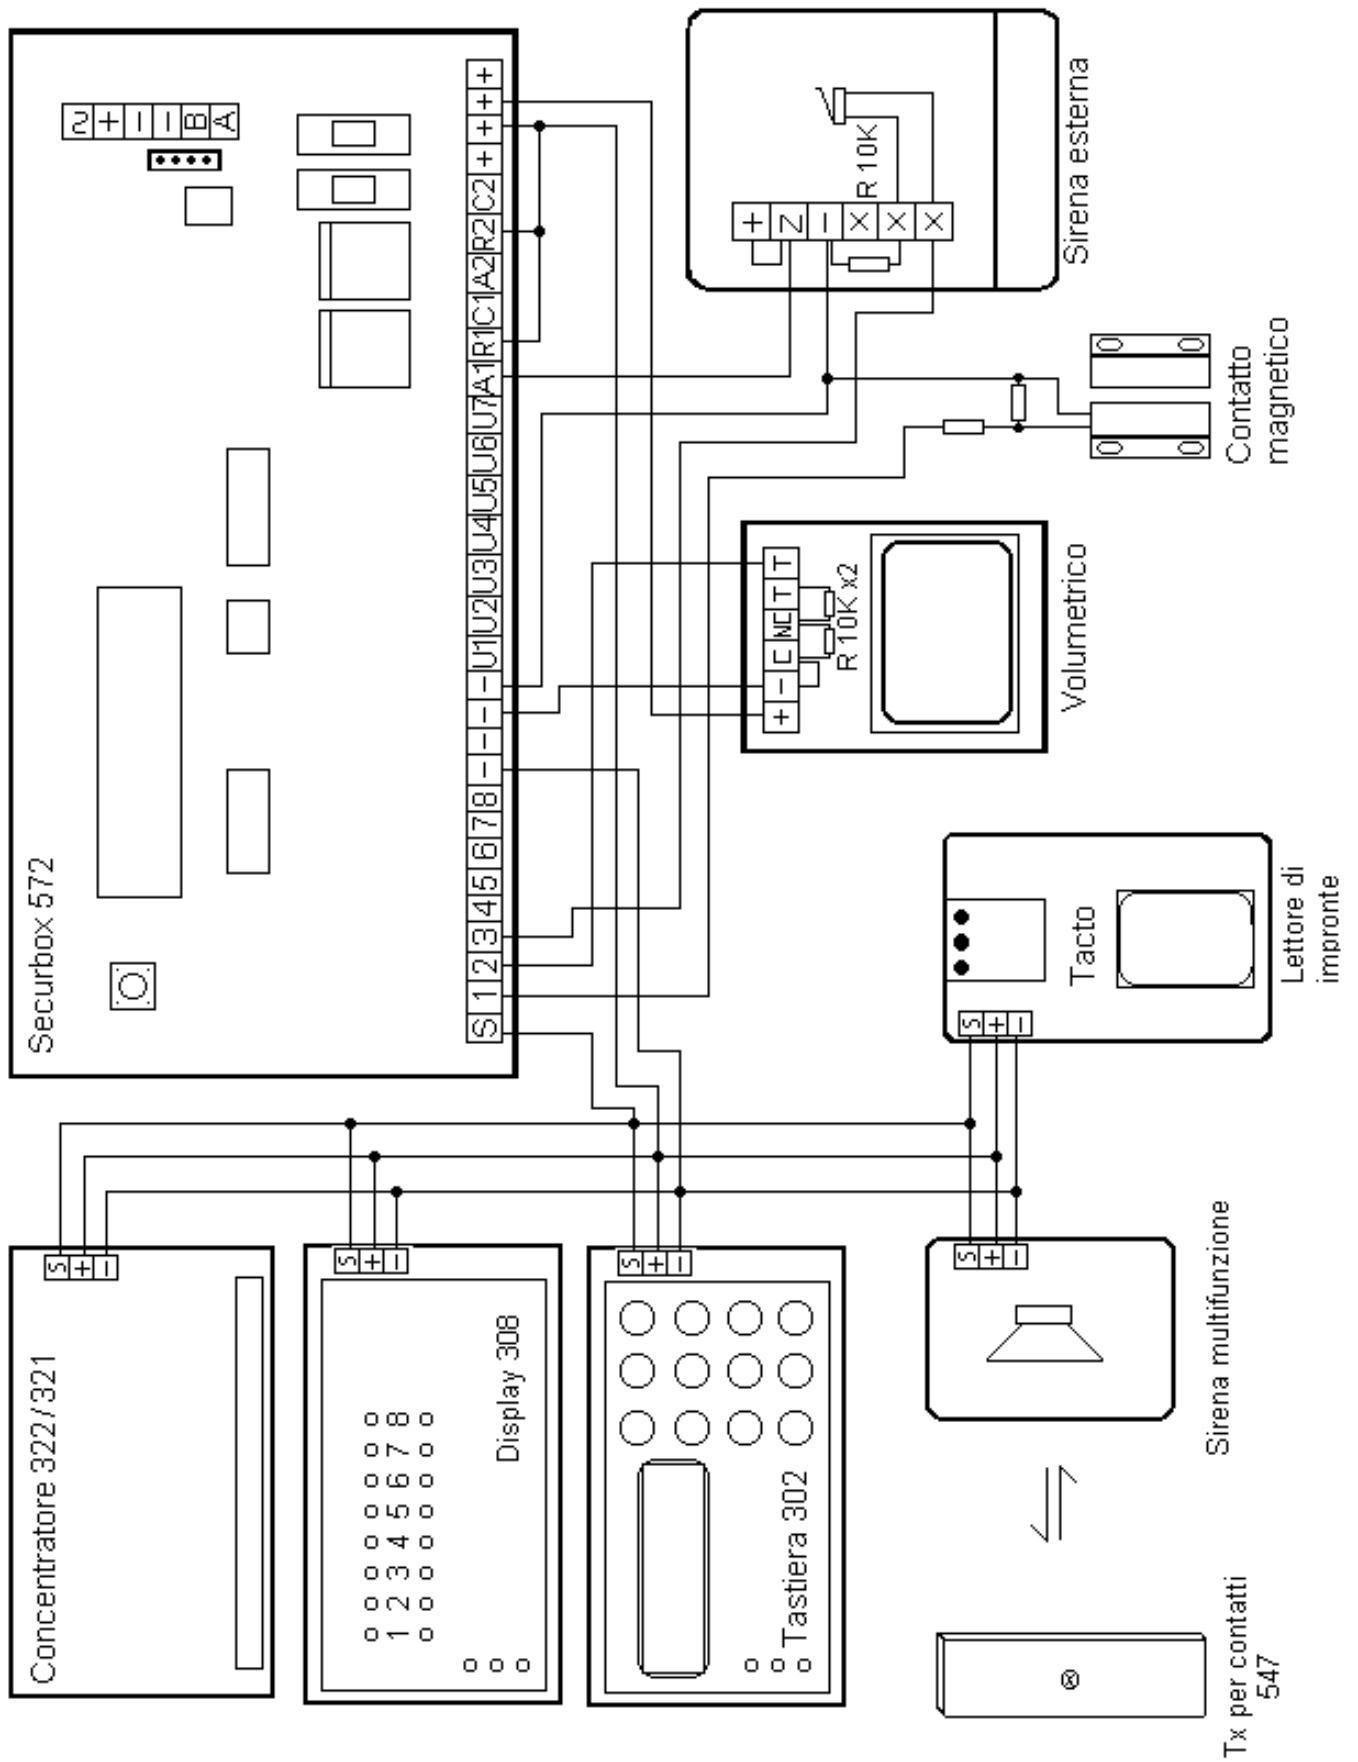 Securbox 572
S 1 2 3 4 5 6 7 8 - - - - U1 U2 U3 U4 U5 U6 U7 A1 R1 C1 A2 R2 C2 + + + +
2 + - - B A
Sirena esterna
+ N - X X X
R 10K
Contatto
magnetico
Volumetrico
+ - C NC T T
R 10K x2
Lettore di
impronte
Tacto
S + -
Concentratore 322/321
S + -
Display 308
S + -
1 2 3 4 5 6 7 8
Tastiera 302
S + -
Sirena multifunzione
S + -
Tx per contatti
547